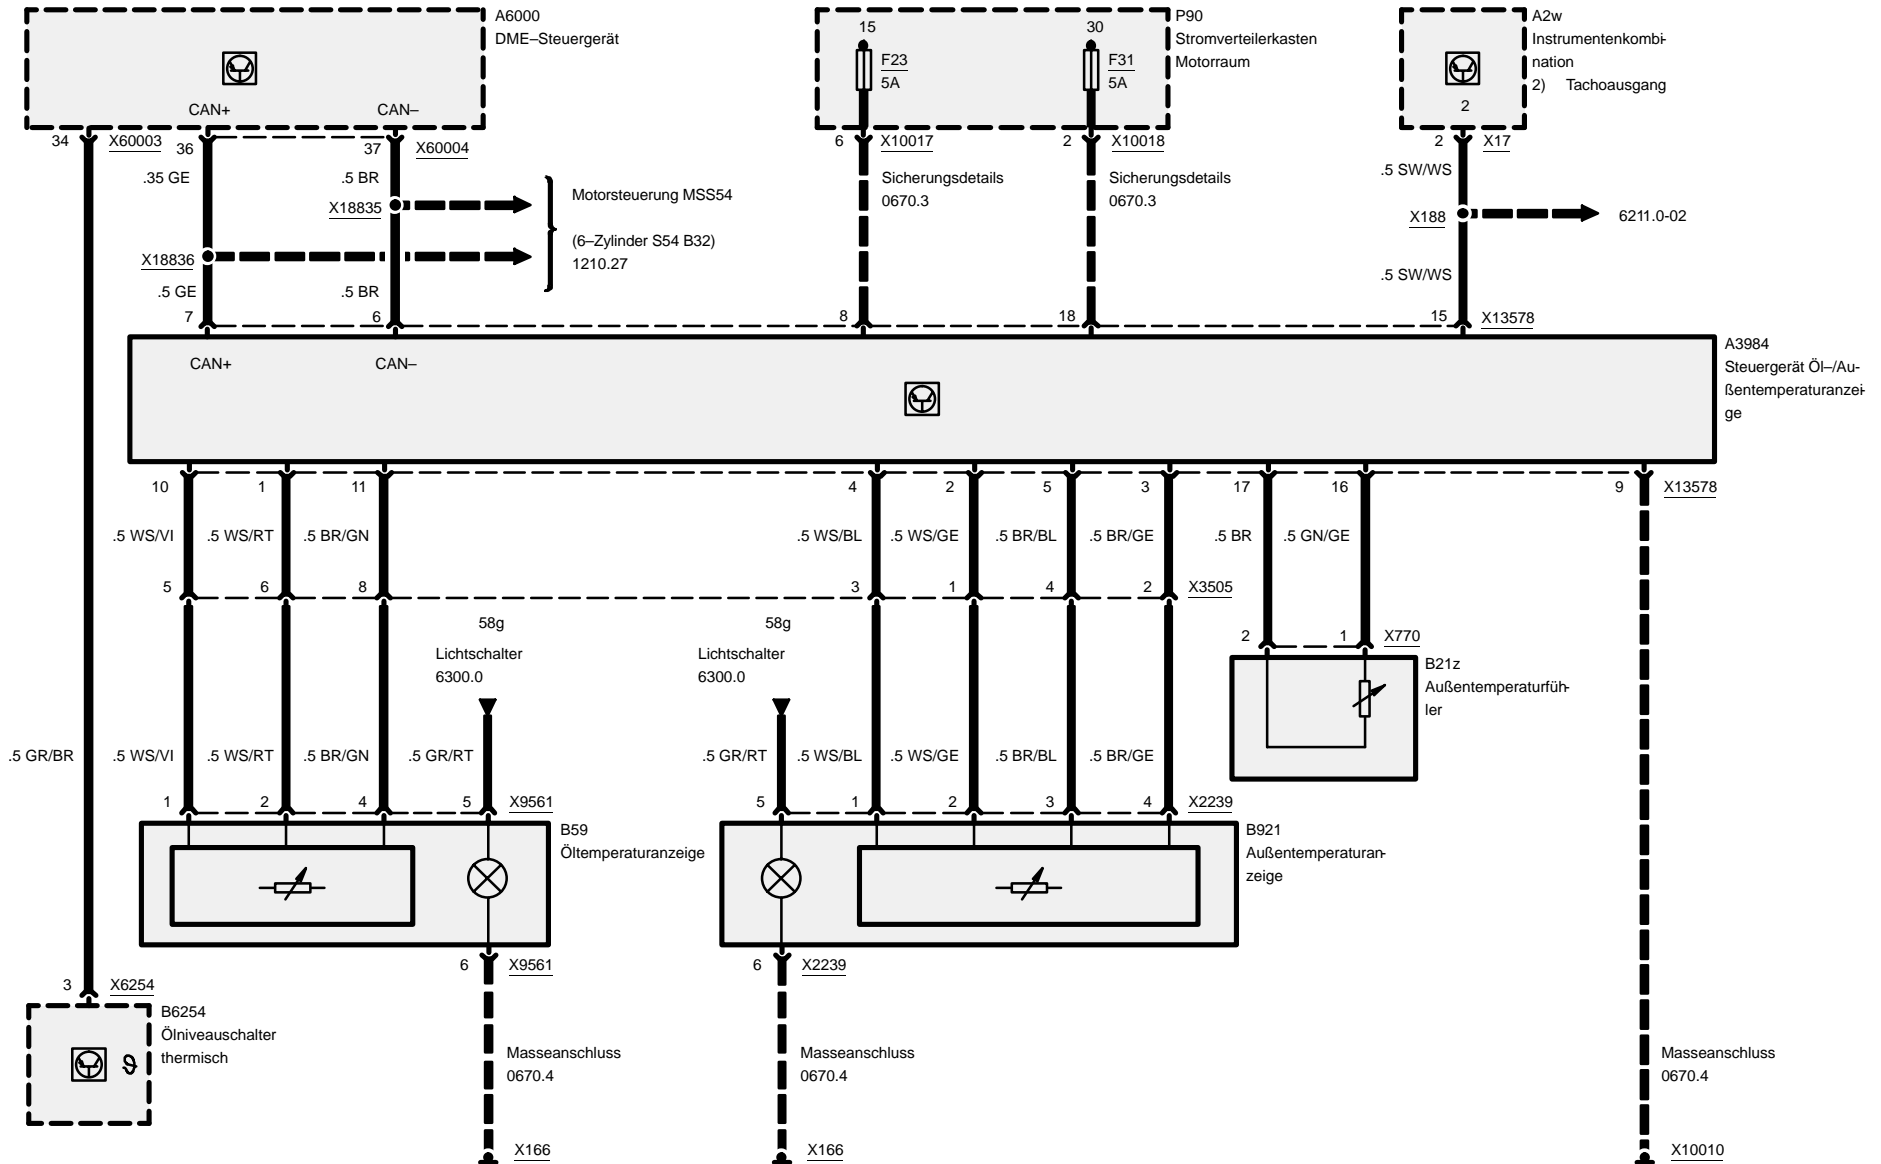 A6000
DME–Steuergerät
CAN+
CAN–
P90
Stromverteilerkasten
Motorraum
15
30
F23
5A
F31
5A
A2w
Instrumentenkombi-
nation
2) Tachoausgang
2
34
X60003
36
37
X60004
6
X10017
2
X10018
2
X17
.35 GE
.5 BR
X18835
X18836
.5 GE
.5 BR
Motorsteuerung MSS54
(6–Zylinder S54 B32)
1210.27
Sicherungsdetails
0670.3
Sicherungsdetails
0670.3
.5 SW/WS
X188
6211.0-02
.5 SW/WS
7
6
8
18
15
X13578
CAN+
CAN–
A3984
Steuergerät Öl–/Au-
ßentemperaturanzei-
ge
10
1
11
4
2
5
3
17
16
9
X13578
.5 WS/VI
.5 WS/RT
.5 BR/GN
.5 WS/BL
.5 WS/GE
.5 BR/BL
.5 BR/GE
.5 BR
.5 GN/GE
5
6
8
3
1
4
2
X3505
58g
Lichtschalter
6300.0
58g
Lichtschalter
6300.0
2
1
X770
B21z
Außentemperaturfüh-
ler
.5 GR/BR
.5 WS/VI
.5 WS/RT
.5 BR/GN
.5 GR/RT
.5 GR/RT
.5 WS/BL
.5 WS/GE
.5 BR/BL
.5 BR/GE
1
2
4
5
X9561
5
1
2
3
4
X2239
B59
Öltemperaturanzeige
B921
Außentemperaturan-
zeige
6
X9561
6
X2239
3
X6254
B6254
Ölniveauschalter
thermisch
ϑ
Masseanschluss
0670.4
Masseanschluss
0670.4
Masseanschluss
0670.4
X166
X166
X10010